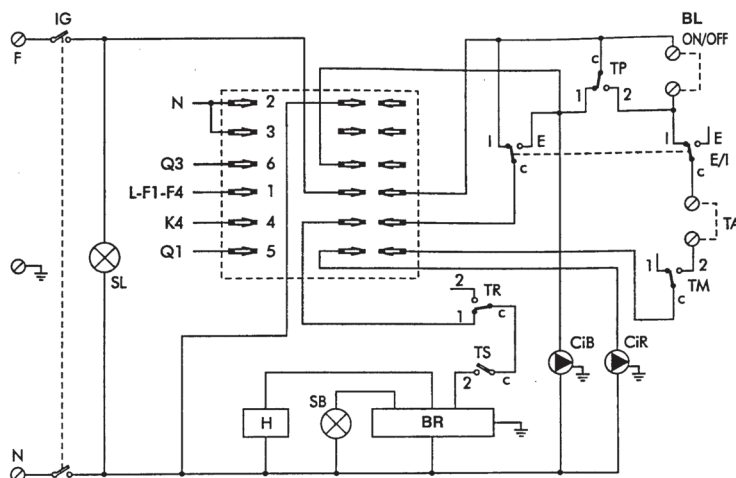 IG
BL
ON/OFF
F
N
2
3
Q3
6
L-F1-F4
1
K4
4
Q1
5
c
TP
1
2
I
E
c
I
E
E/I
c
TA
1
2
TM
c
SL
2
TR
1
c
TS
2
c
CiB
CiR
SB
H
BR
N